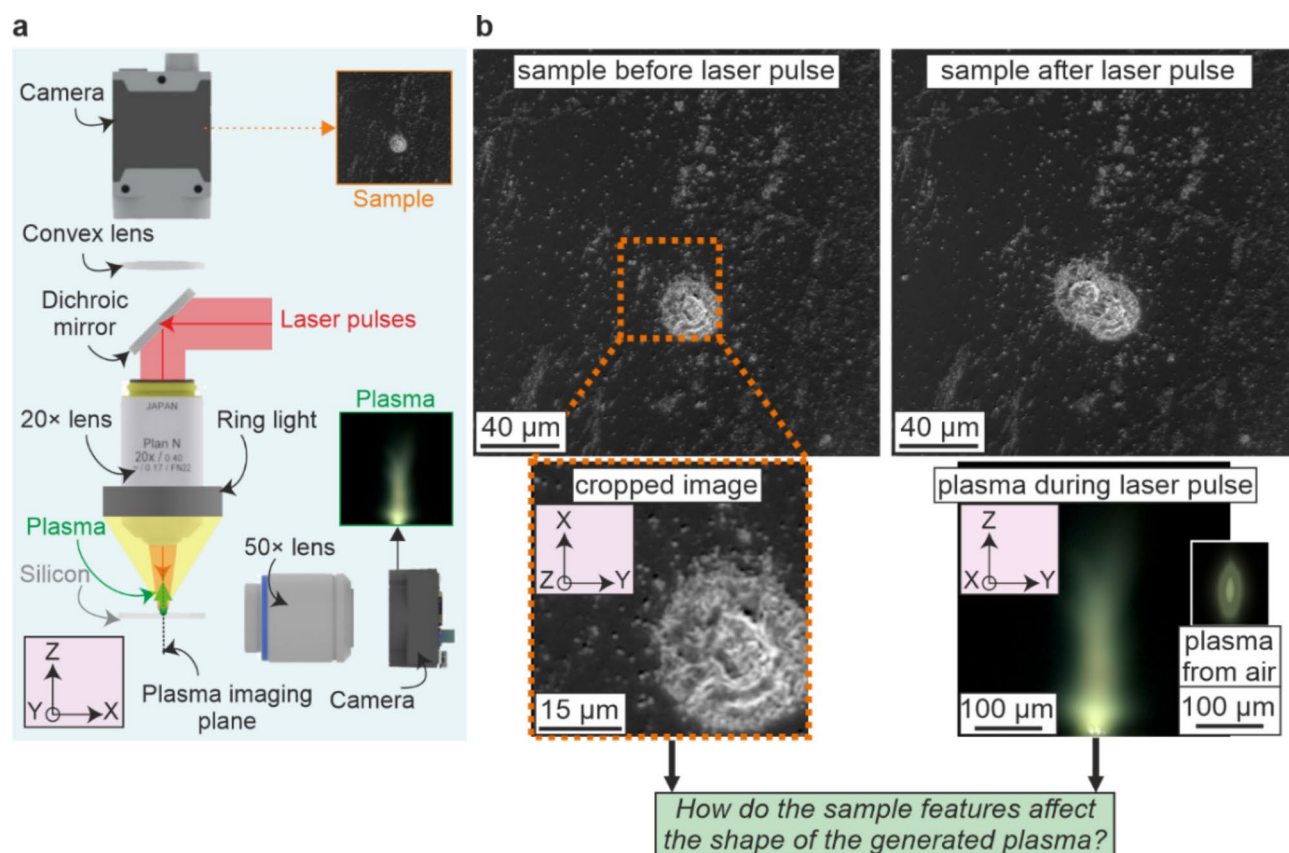 a
Camera
Sample
Convex lens
Dichroic
mirror
Laser pulses
JAPAN
Plan N
20x / 0.40
/ 0.17 / FN22
20× lens
Ring light
Plasma
Plasma
Silicon
50× lens
Z
Y
X
Plasma imaging
plane
Camera
b
sample before laser pulse
40 µm
sample after laser pulse
40 µm
cropped image
X
Z
Y
15 µm
plasma during laser pulse
Z
X
Y
100 µm
plasma
from air
100 µm
How do the sample features affect
the shape of the generated plasma?